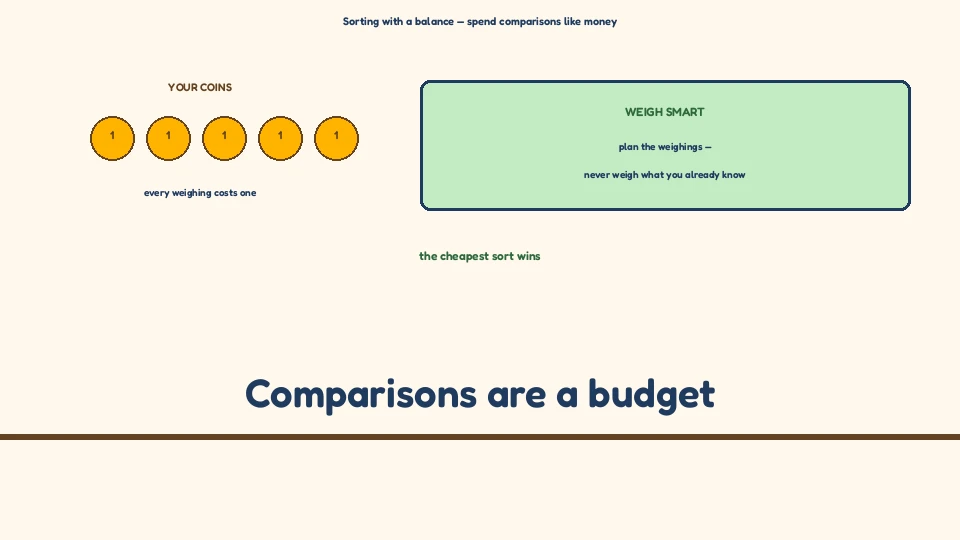 Sorting with a balance — spend comparisons like money
YOUR COINS
1 1 1 1 1
every weighing costs one
WEIGH SMART
plan the weighings —
never weigh what you already know
the cheapest sort wins
Comparisons are a budget